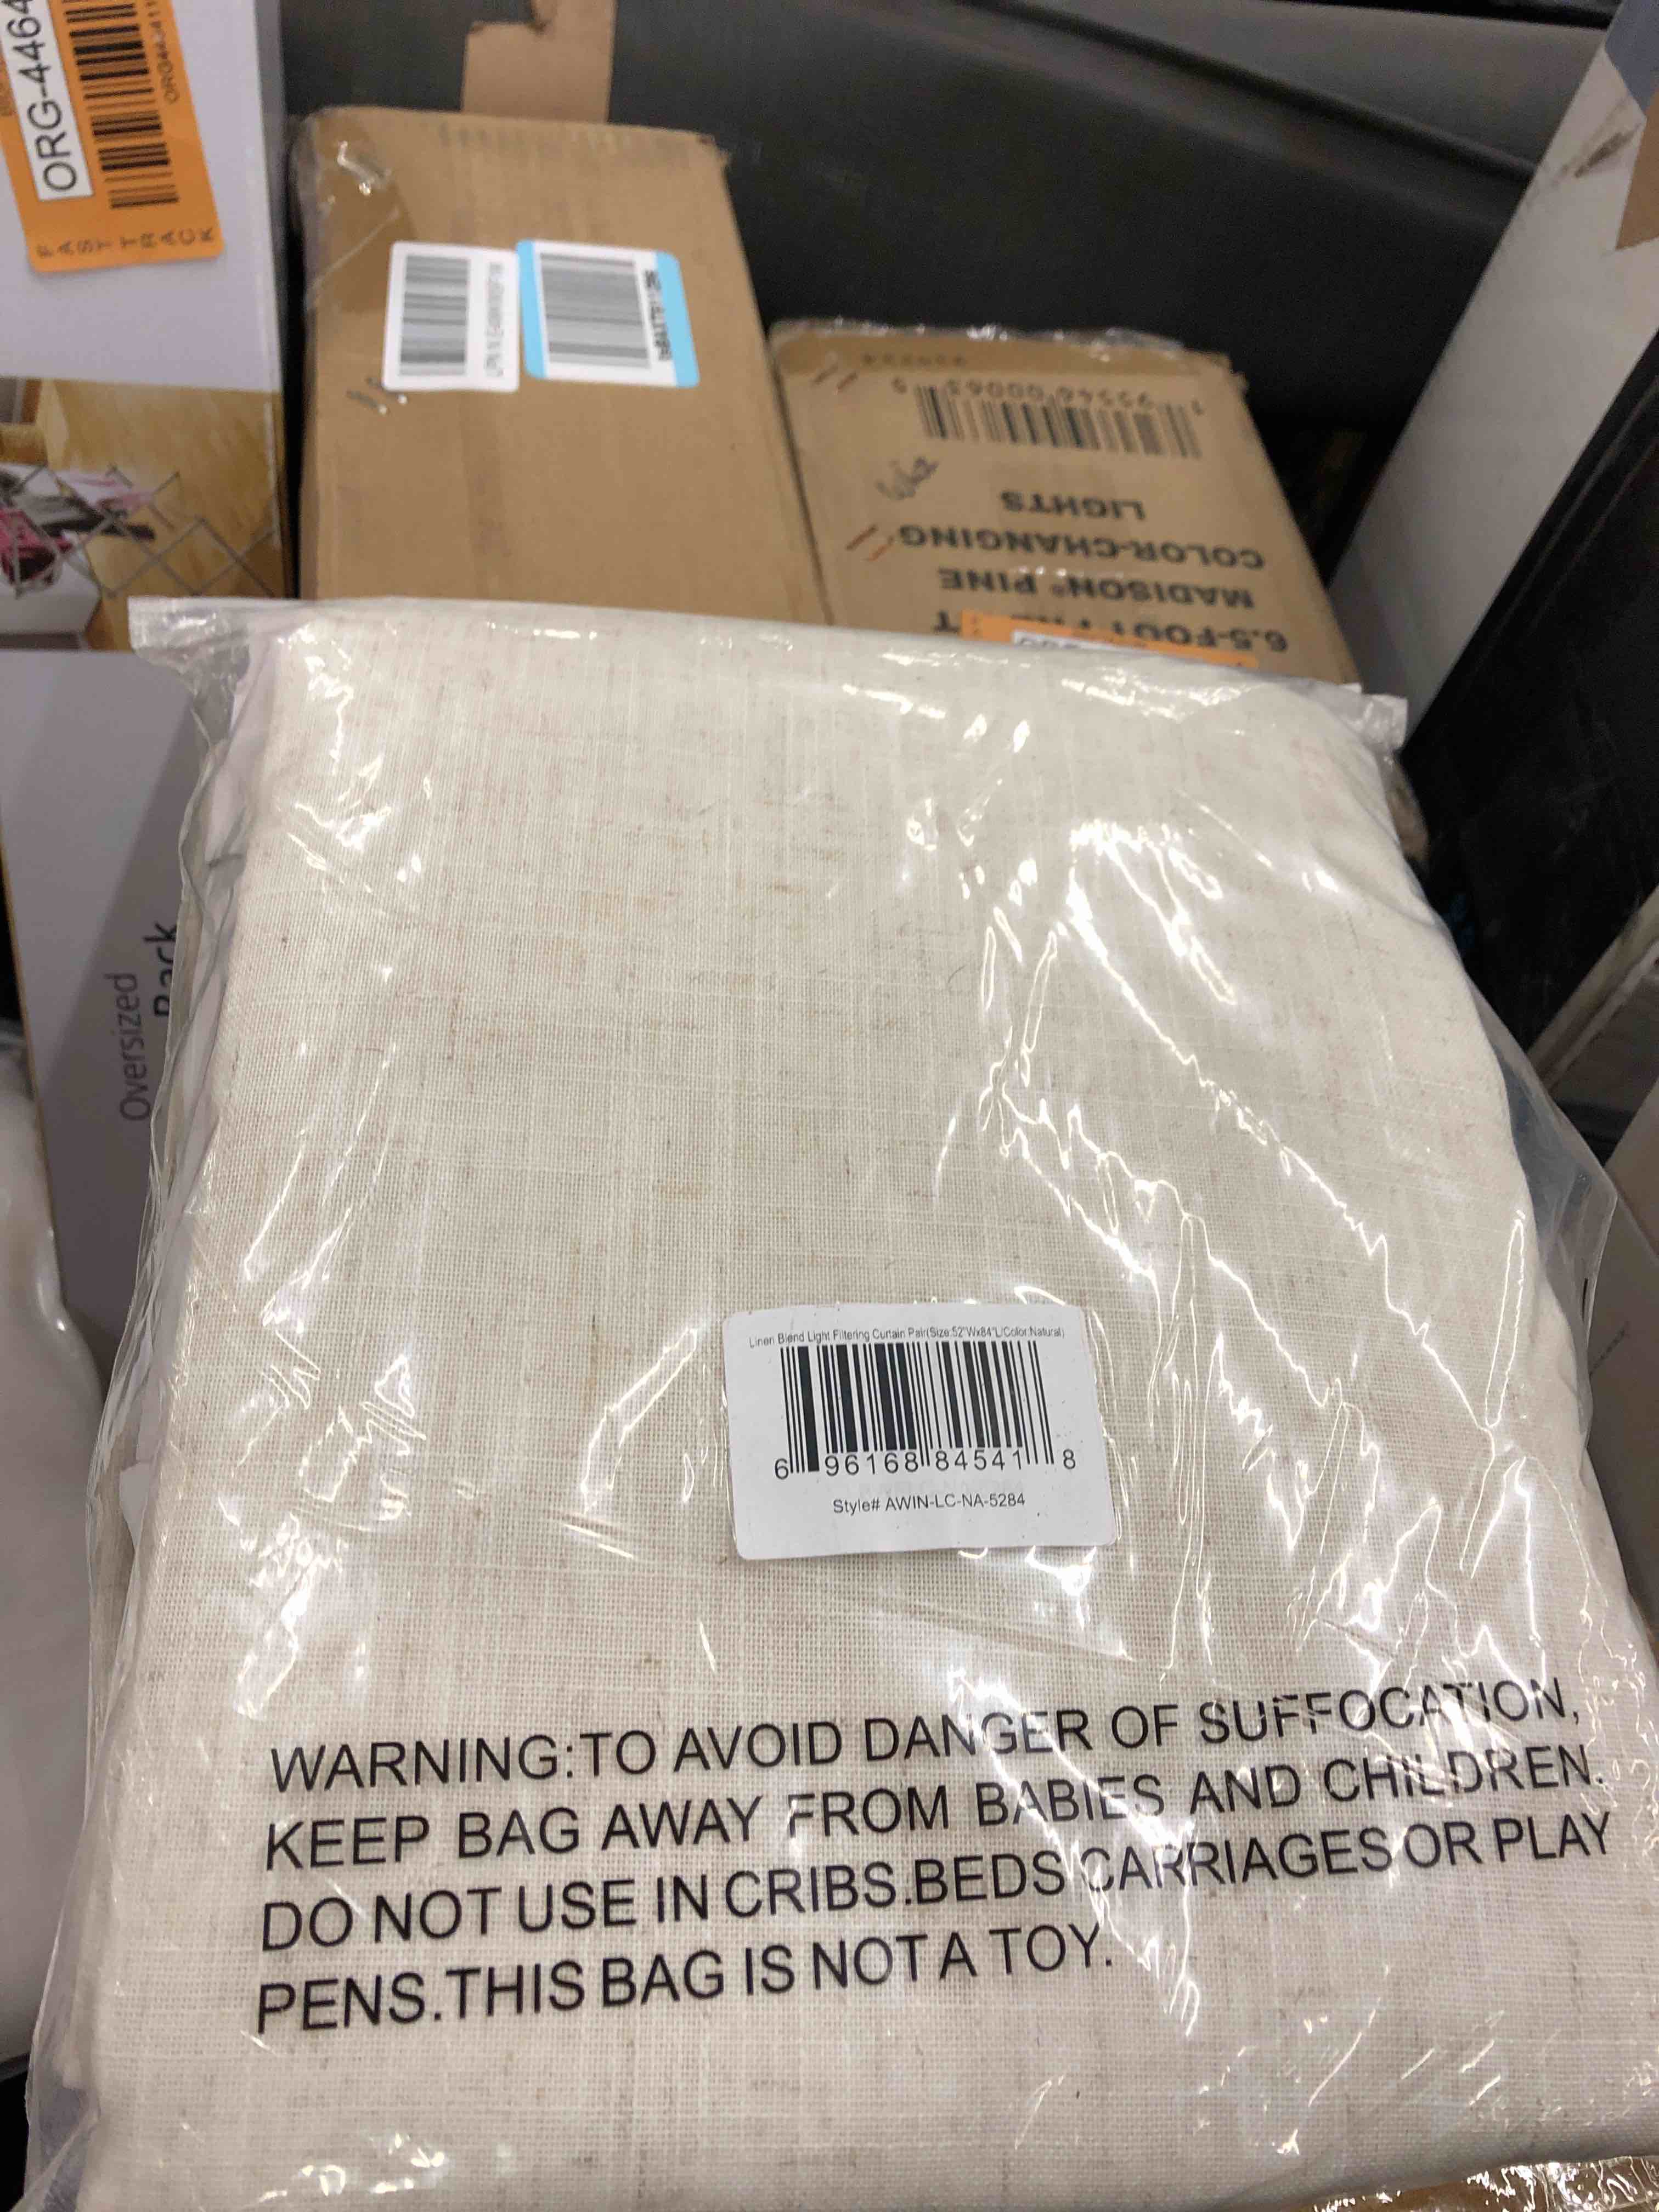 ORG-4464
FAST TRACK
LIGHTS
COLOR-CHANGING
MADISON® PINE
6.5-FOOT
Oversized
Linen Blend Light Filtering Curtain Pair(Size:52"Wx84"L|Color:Natural)
6 96168 84541 8
Style# AWIN-LC-NA-5284
WARNING:TO AVOID DANGER OF SUFFOCATION,
KEEP BAG AWAY FROM BABIES AND CHILDREN.
DO NOT USE IN CRIBS.BEDS CARRIAGES OR PLAY
PENS.THIS BAG IS NOT A TOY.